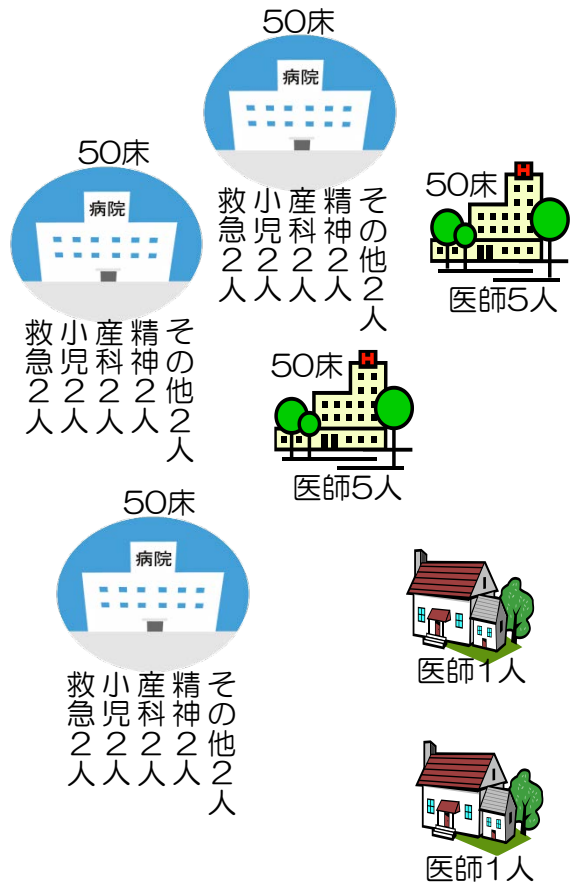 50床
病院
救急2人
小児2人
産科2人
精神2人
その他2人
50床
病院
救急2人
小児2人
産科2人
精神2人
その他2人
50床
H
医師5人
50床
H
医師5人
50床
病院
救急2人
小児2人
産科2人
精神2人
その他2人
医師1人
医師1人